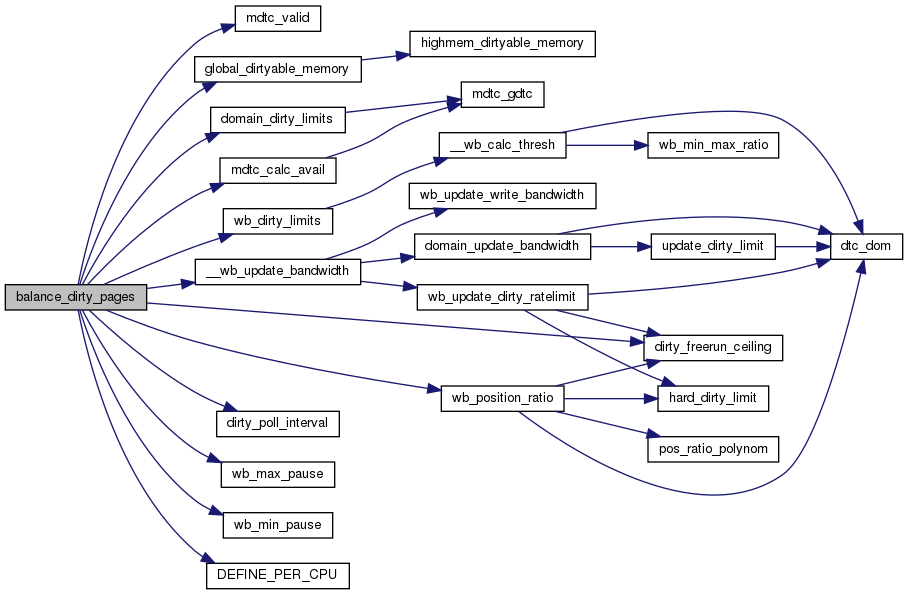 mdtc_valid
highmem_dirtyable_memory
global_dirtyable_memory
mdtc_gdtc
domain_dirty_limits
__wb_calc_thresh
wb_min_max_ratio
mdtc_calc_avail
wb_update_write_bandwidth
wb_dirty_limits
domain_update_bandwidth
update_dirty_limit
dtc_dom
__wb_update_bandwidth
balance_dirty_pages
wb_update_dirty_ratelimit
dirty_freerun_ceiling
wb_position_ratio
hard_dirty_limit
dirty_poll_interval
pos_ratio_polynom
wb_max_pause
wb_min_pause
DEFINE_PER_CPU